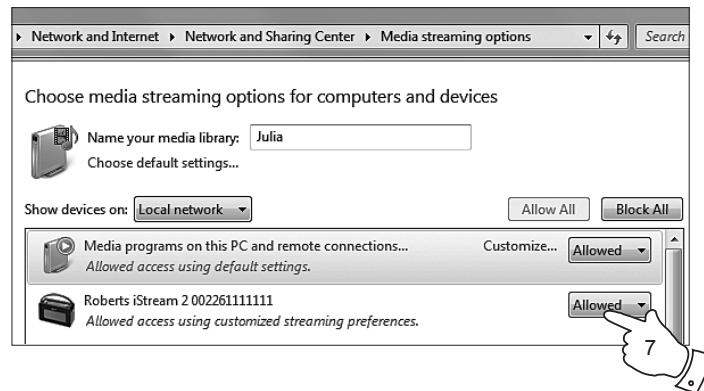 Network and Internet ▸ Network and Sharing Center ▸ Media streaming options Search
Choose media streaming options for computers and devices
Name your media library: Julia
Choose default settings...
Show devices on: Local network Allow All Block All
Media programs on this PC and remote connections... Customize... Allowed
Allowed access using default settings.
Roberts iStream 2 002261111111 Allowed
Allowed access using customized streaming preferences.
7